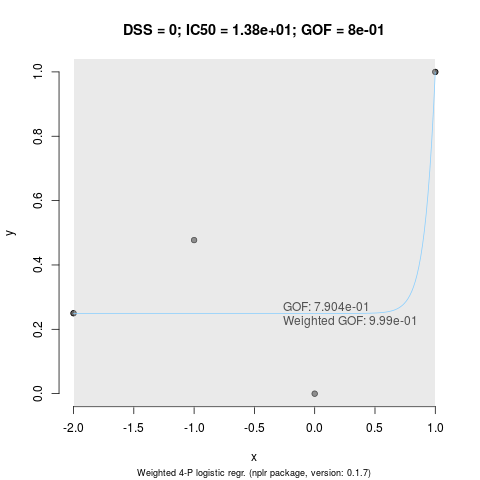 DSS = 0; IC50 = 1.38e+01; GOF = 8e-01
1.0
0.8
0.6
0.4
0.2
0.0
y
GOF: 7.904e-01
Weighted GOF: 9.99e-01
-2.0 -1.5 -1.0 -0.5 0.0 0.5 1.0
x
Weighted 4-P logistic regr. (nplr package, version: 0.1.7)